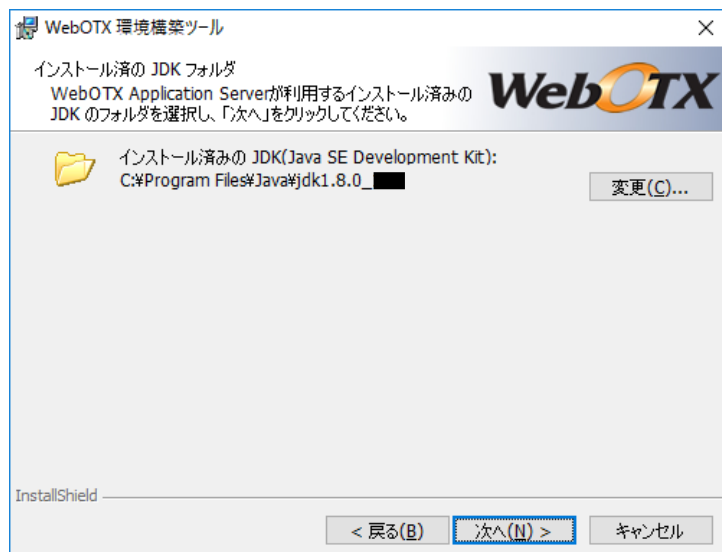 WebOTX 環境構築ツール
インストール済の JDK フォルダ
WebOTX Application Serverが利用するインストール済みの
JDK のフォルダを選択し、「次へ」をクリックしてください。
WebOTX
インストール済みの JDK(Java SE Development Kit):
C:¥Program Files¥Java¥jdk1.8.0_
変更(C)...
InstallShield
< 戻る(B)
次へ(N) >
キャンセル